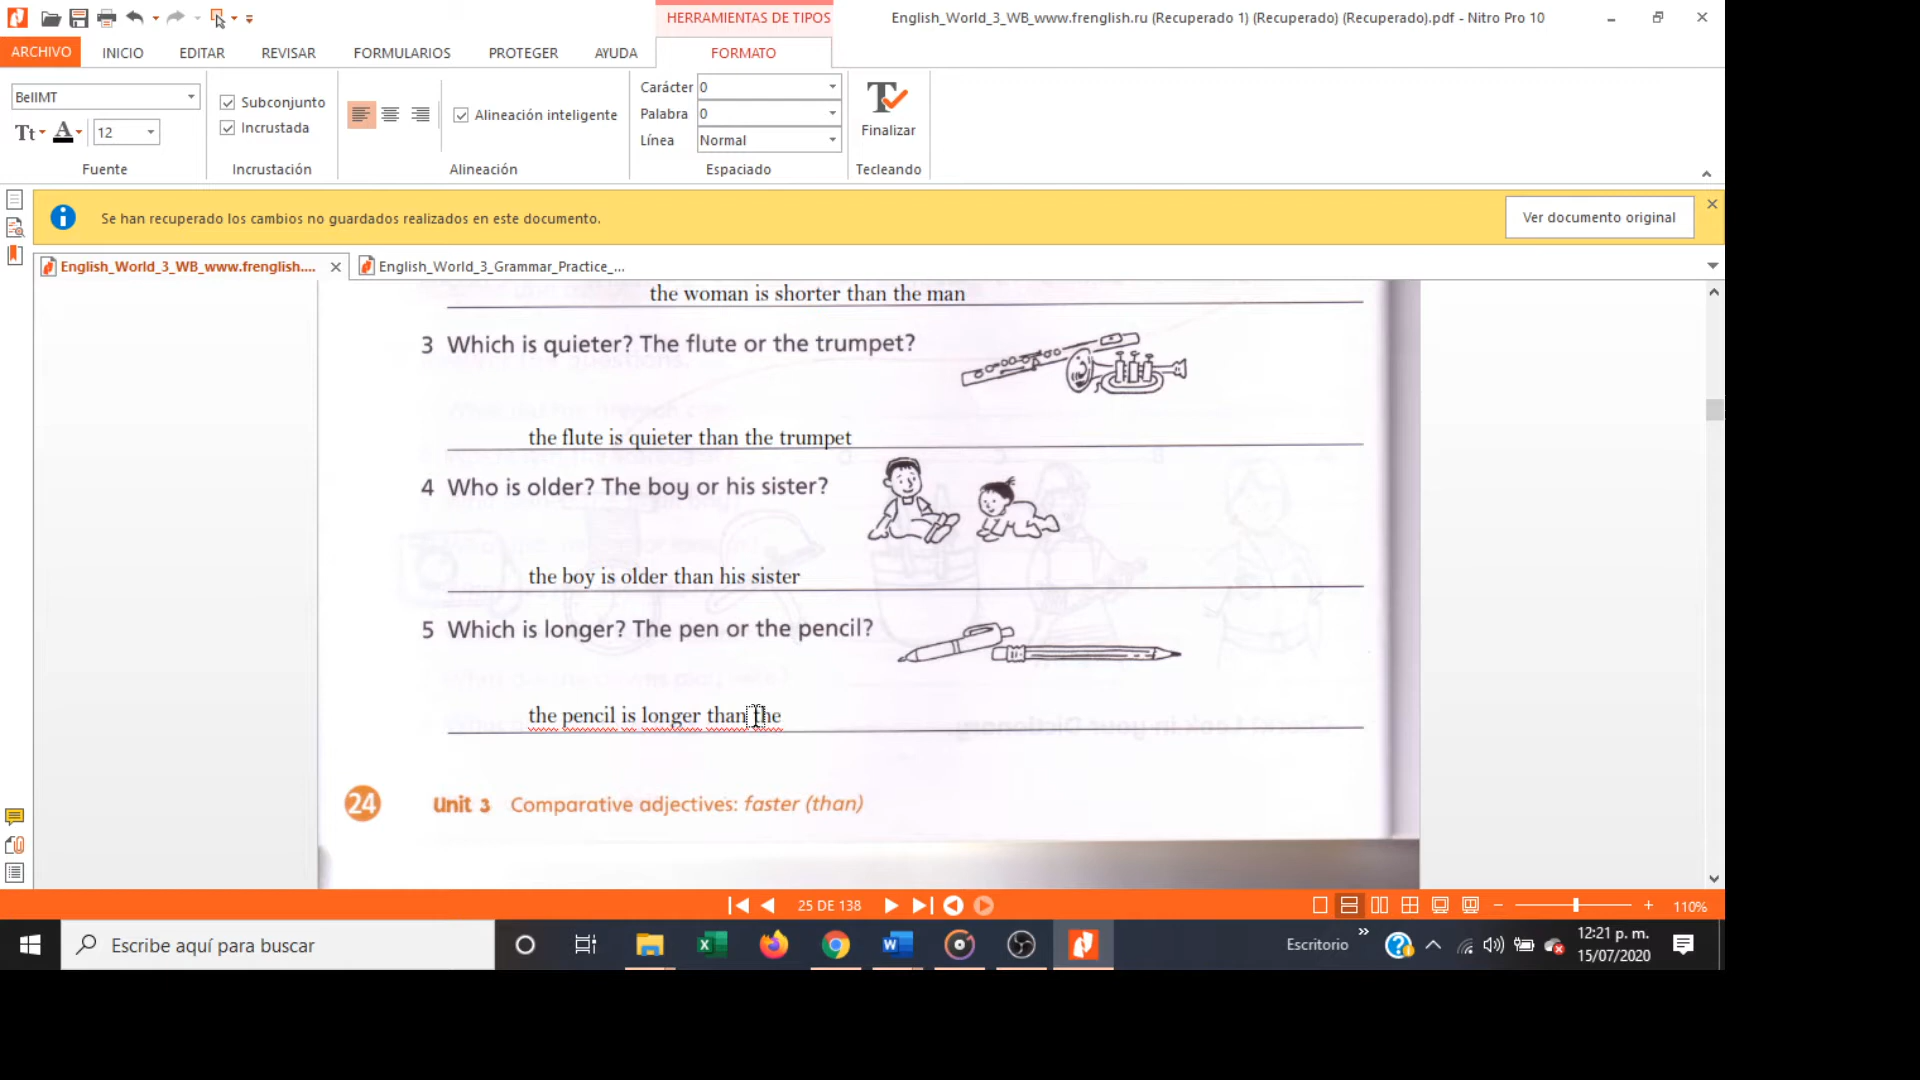 HERRAMIENTAS DE TIPOS
English_World_3_WB_www.frenglish.ru (Recuperado 1) (Recuperado) (Recuperado).pdf - Nitro Pro 10
ARCHIVO INICIO EDITAR REVISAR FORMULARIOS PROTEGER AYUDA FORMATO
BellMT
Tt A 12
Fuente
Subconjunto
Incrustada
Incrustación
Alineación inteligente
Alineación
Carácter 0
Palabra 0
Línea Normal
Espaciado
Finalizar
Tecleando
Se han recuperado los cambios no guardados realizados en este documento.
Ver documento original
English_World_3_WB_www.frenglish....
English_World_3_Grammar_Practice_...
the woman is shorter than the man
3 Which is quieter? The flute or the trumpet?
the flute is quieter than the trumpet
4 Who is older? The boy or his sister?
the boy is older than his sister
5 Which is longer? The pen or the pencil?
the pencil is longer than the
24 Unit 3 Comparative adjectives: faster (than)
25 DE 138
110%
Escribe aquí para buscar
Escritorio
12:21 p. m.
15/07/2020